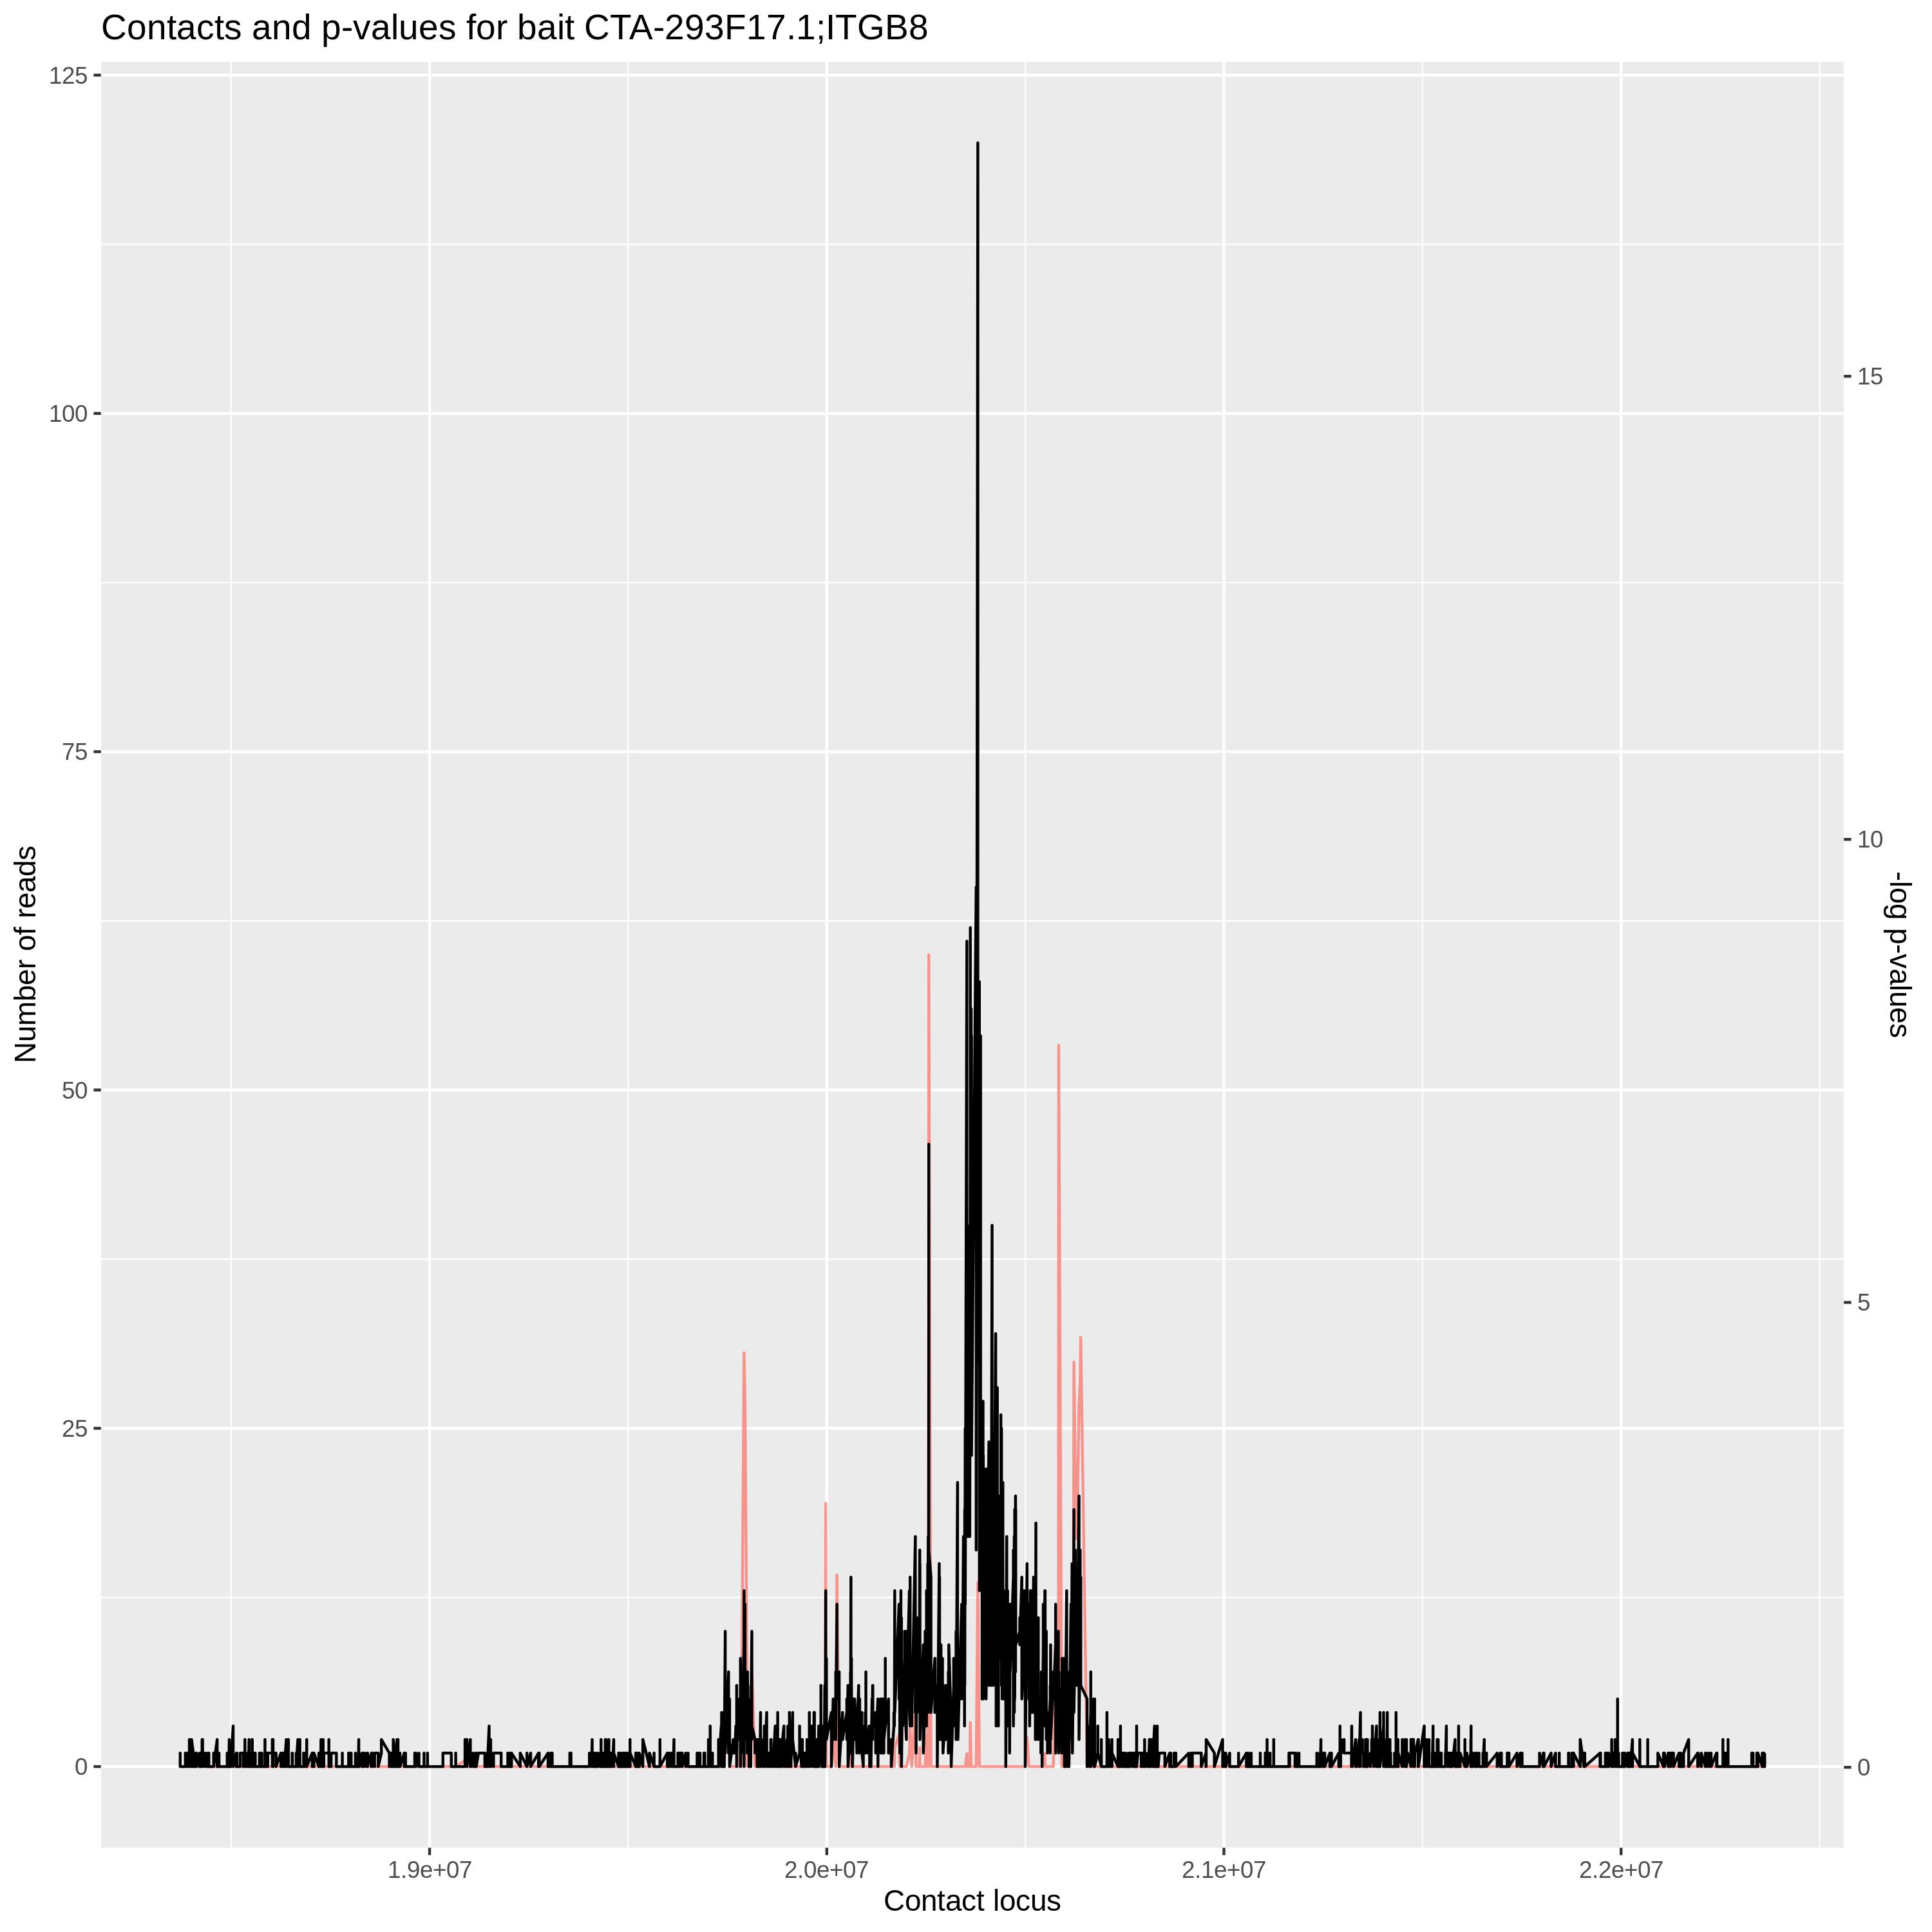 Contacts and p-values for bait CTA-293F17.1;ITGB8
125
100
75
50
25
0
Number of reads
15
10
5
0
-log p-values
1.9e+07
2.0e+07
2.1e+07
2.2e+07
Contact locus